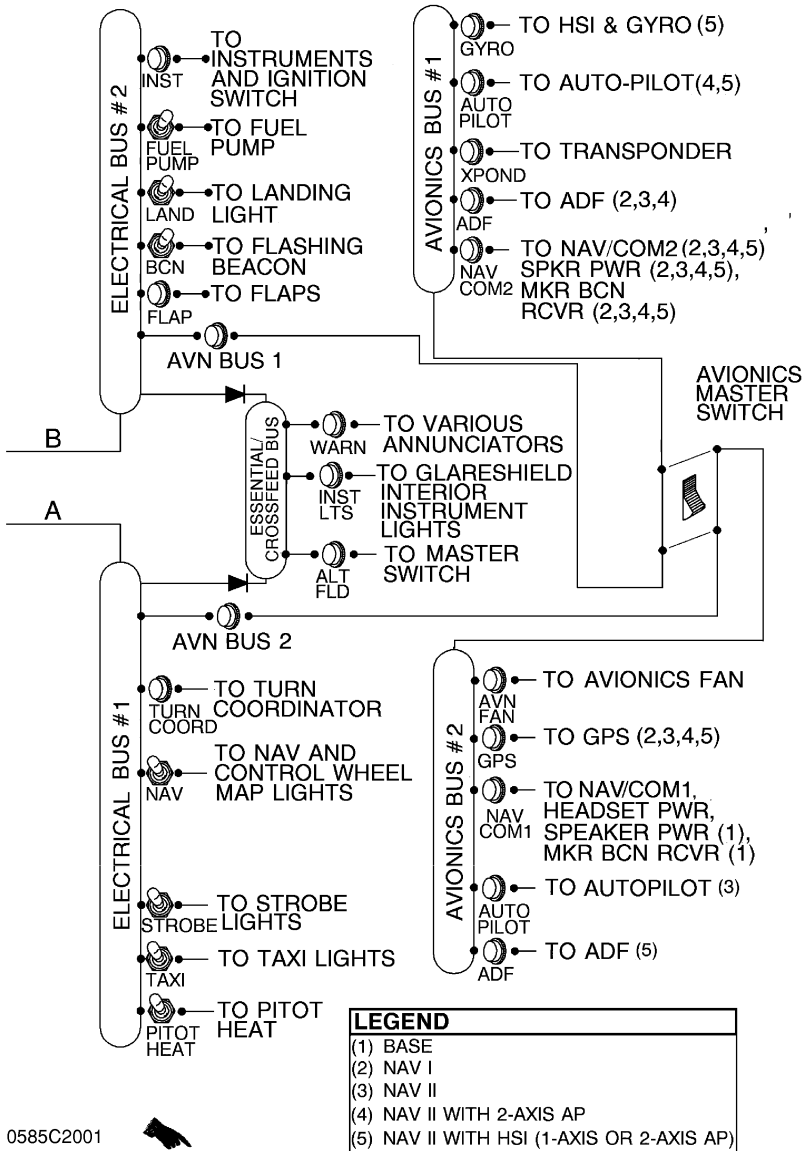 ELECTRICAL BUS #2
INST
TO
INSTRUMENTS
AND IGNITION
SWITCH
FUEL
PUMP
TO FUEL
PUMP
LAND
TO LANDING
LIGHT
BCN
TO FLASHING
BEACON
FLAP
TO FLAPS
AVN BUS 1
AVIONICS BUS #1
GYRO
TO HSI & GYRO (5)
AUTO
PILOT
TO AUTO-PILOT(4,5)
XPOND
TO TRANSPONDER
ADF
TO ADF (2,3,4)
NAV
COM2
TO NAV/COM2 (2,3,4,5)
SPKR PWR (2,3,4,5),
MKR BCN
RCVR (2,3,4,5)
AVIONICS
MASTER
SWITCH
B
A
ESSENTIAL/
CROSSFEED BUS
WARN
TO VARIOUS
ANNUNCIATORS
INST
LTS
TO GLARESHIELD
INTERIOR
INSTRUMENT
LIGHTS
ALT
FLD
TO MASTER
SWITCH
ELECTRICAL BUS #1
AVN BUS 2
TURN
COORD
TO TURN
COORDINATOR
NAV
TO NAV AND
CONTROL WHEEL
MAP LIGHTS
STROBE
TO STROBE
LIGHTS
TAXI
TO TAXI LIGHTS
PITOT
HEAT
TO PITOT
HEAT
AVIONICS BUS #2
AVN
FAN
TO AVIONICS FAN
GPS
TO GPS (2,3,4,5)
NAV
COM1
TO NAV/COM1,
HEADSET PWR,
SPEAKER PWR (1),
MKR BCN RCVR (1)
AUTO
PILOT
TO AUTOPILOT (3)
ADF
TO ADF (5)
LEGEND
(1) BASE
(2) NAV I
(3) NAV II
(4) NAV II WITH 2-AXIS AP
(5) NAV II WITH HSI (1-AXIS OR 2-AXIS AP)
0585C2001